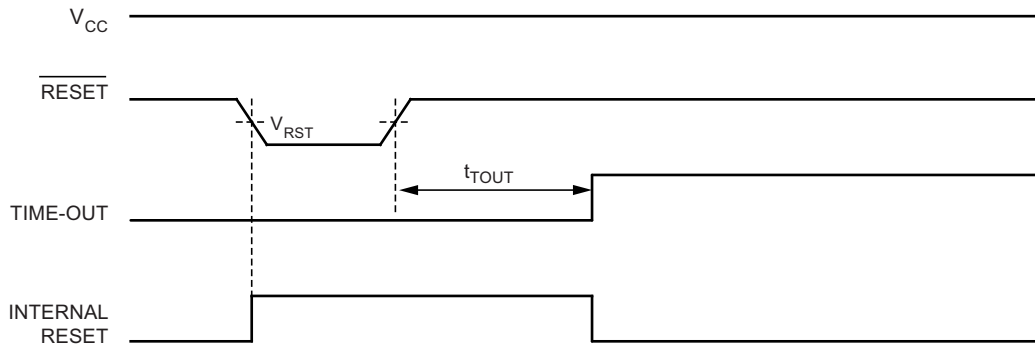 VCC
RESET
VRST
tTOUT
TIME-OUT
INTERNAL
RESET